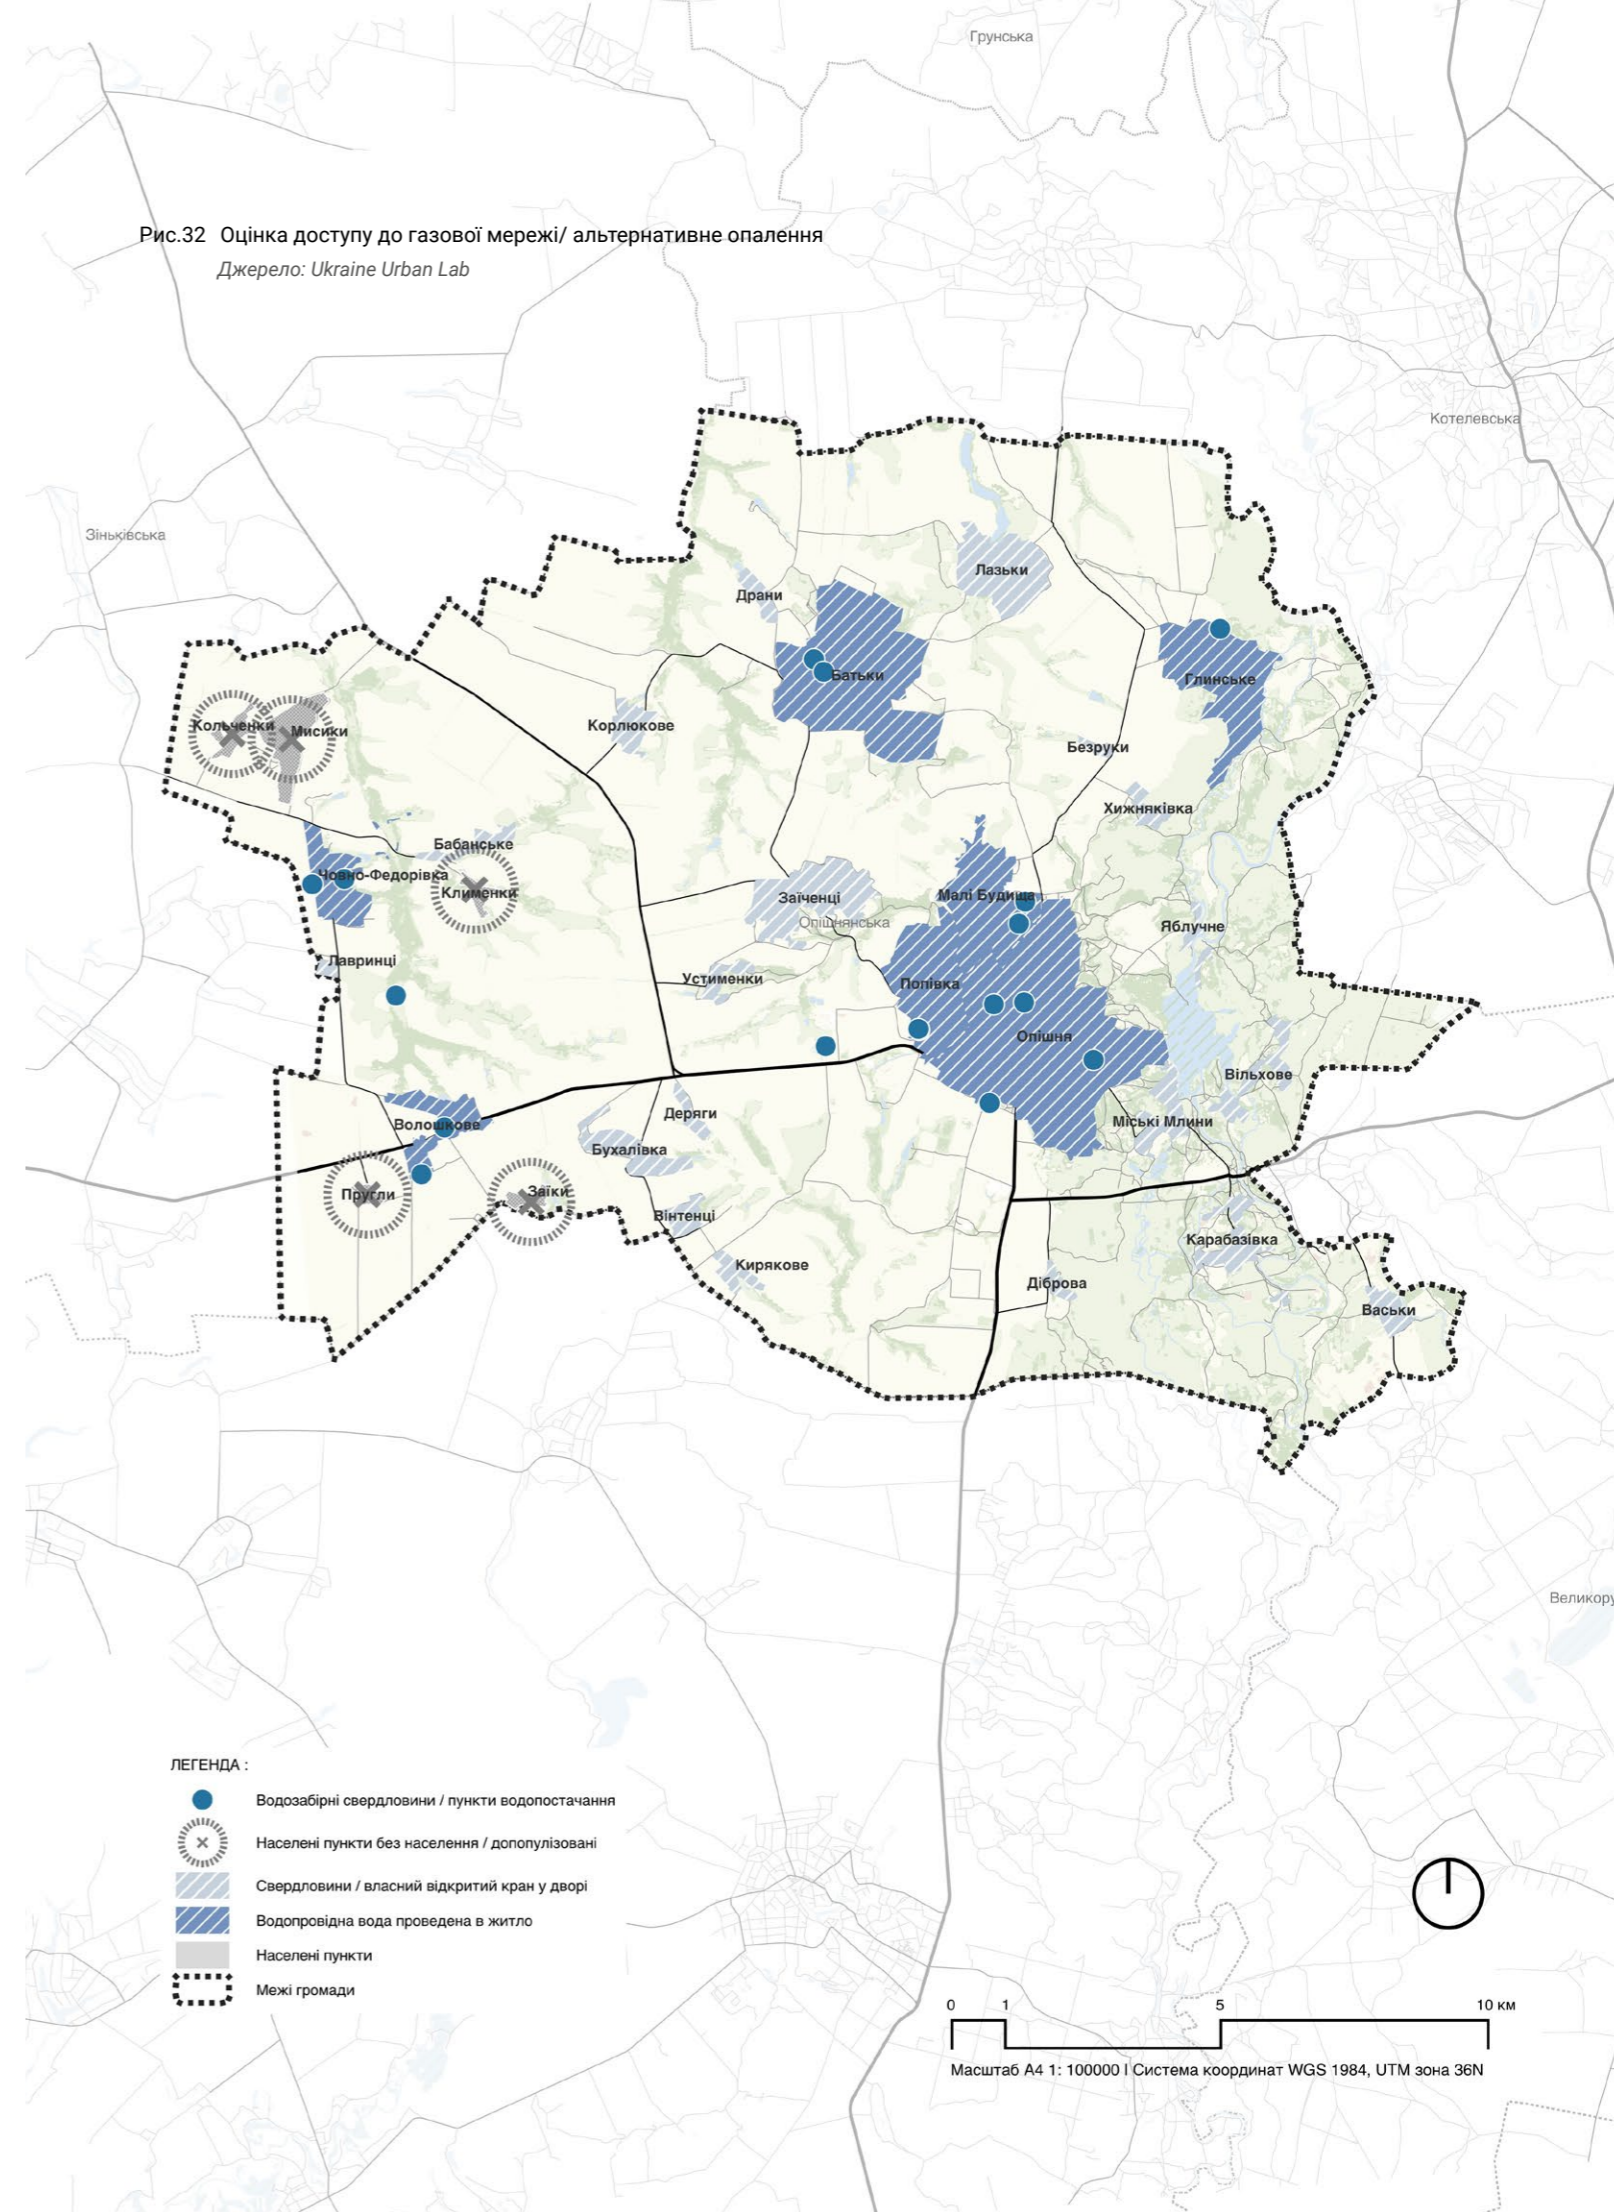 Грунська
Рис.32 Оцінка доступу до газової мережі/ альтернативне опалення
Джерело: Ukraine Urban Lab
Котелевська
Зіньківська
Лазьки
Драни
Батьки
Глинське
Кольченки
Мисики
Корлюкове
Безруки
Хижняківка
Бабанське
Човно-Федорівка
Клименки
Заїченці
Малі Будища
Опішнянська
Яблучне
Лавринці
Устименки
Попівка
Опішня
Вільхове
Деряги
Міські Млини
Волошкове
Бухалівка
Пругли
Заїки
Вінтенці
Карабазівка
Кирякове
Діброва
Васьки
Великору
ЛЕГЕНДА :
Водозабірні свердловини / пункти водопостачання
Населені пункти без населення / допопулізовані
Свердловини / власний відкритий кран у дворі
Водопровідна вода проведена в житло
Населені пункти
Межі громади
0 1 5 10 км
Масштаб А4 1: 100000 | Система координат WGS 1984, UTM зона 36N